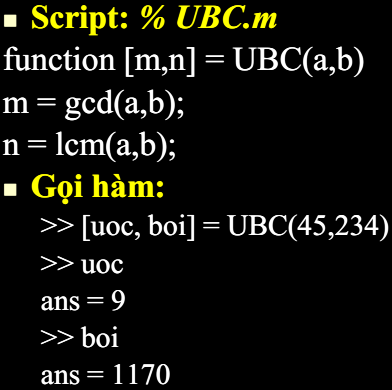 ▪ Script: % UBC.m
function [m,n] = UBC(a,b)
m = gcd(a,b);
n = lcm(a,b);
▪ Gọi hàm:
>> [uoc, boi] = UBC(45,234)
>> uoc
ans = 9
>> boi
ans = 1170